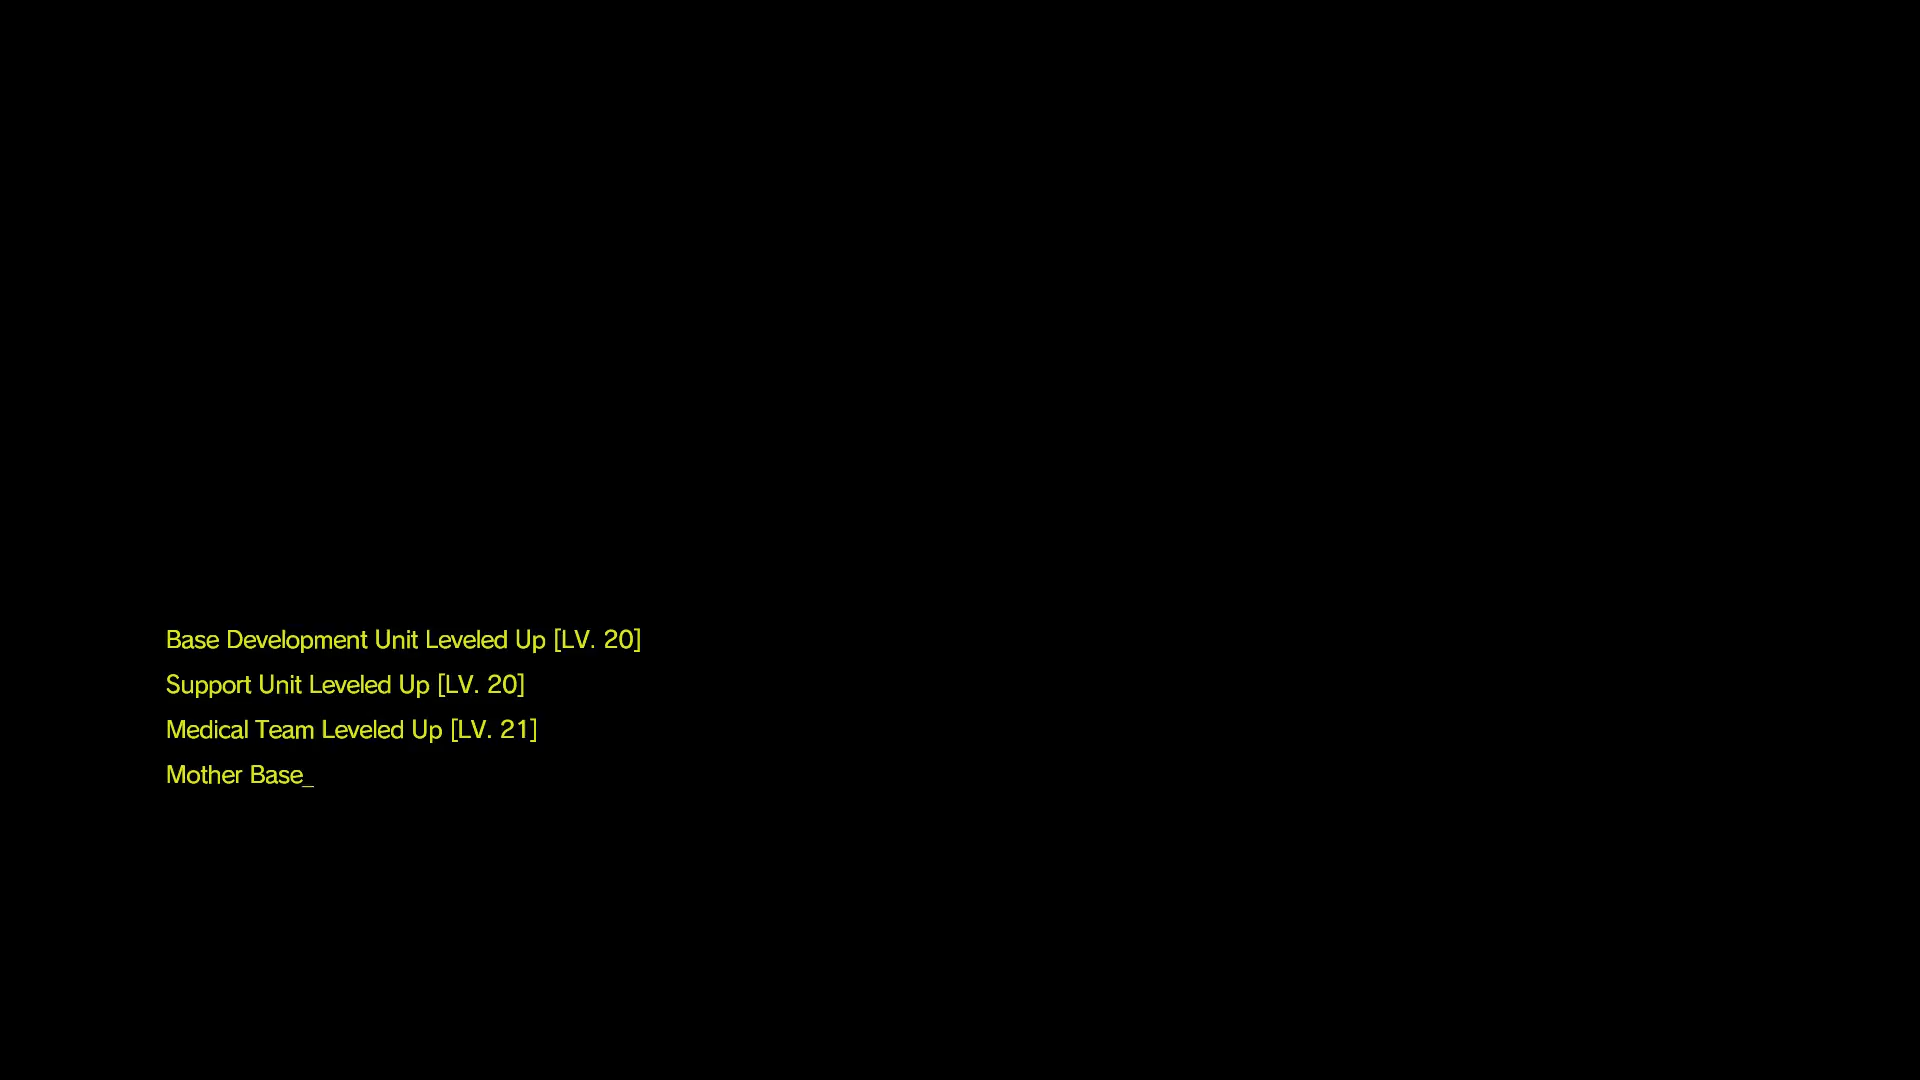 Base Development Unit Leveled Up [LV. 20]
Support Unit Leveled Up [LV. 20]
Medical Team Leveled Up [LV. 21]
Mother Base_